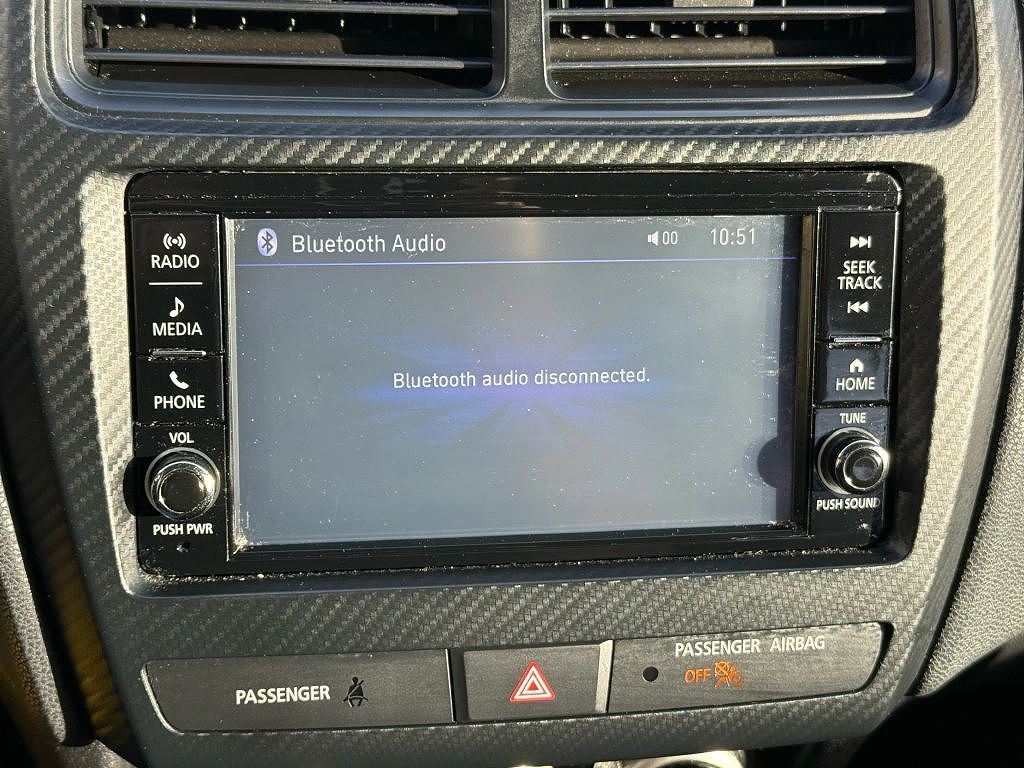 Bluetooth Audio
00
10:51
RADIO
MEDIA
PHONE
VOL
PUSH PWR
Bluetooth audio disconnected.
SEEK
TRACK
HOME
TUNE
PUSH SOUND
PASSENGER
PASSENGER AIRBAG
OFF